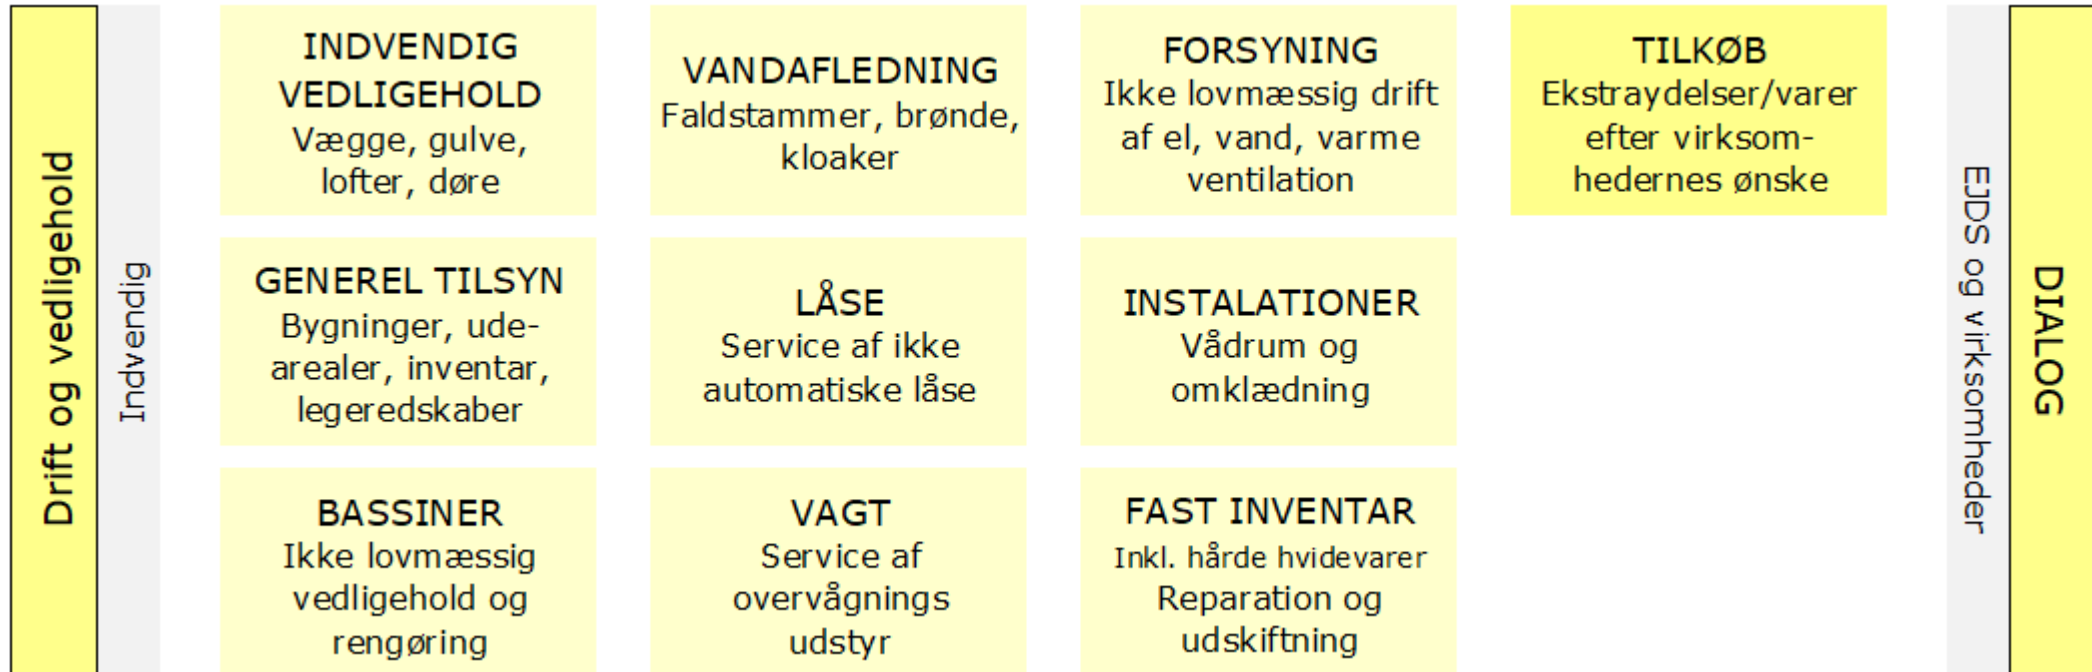 Drift og vedligehold
Indvendig
INDVENDIG
VEDLIGEHOLD
Vægge, gulve,
lofter, døre
VANDAFLEDNING
Faldstammer, brønde,
kloaker
FORSYNING
Ikke lovmæssig drift
af el, vand, varme
ventilation
TILKØB
Ekstraydelser/varer
efter virksom-
hedernes ønske
GENEREL TILSYN
Bygninger, ude-
arealer, inventar,
legeredskaber
LÅSE
Service af ikke
automatiske låse
INSTALATIONER
Vådrum og
omklædning
BASSINER
Ikke lovmæssig
vedligehold og
rengøring
VAGT
Service af
overvågnings
udstyr
FAST INVENTAR
Inkl. hårde hvidevarer
Reparation og
udskiftning
EJDS og virksomheder
DIALOG